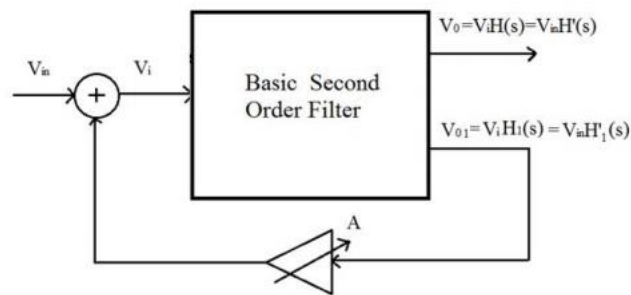 V₀=VᵢH(s)=VᵢₙH'(s)
Vᵢₙ
Vᵢ
+
Basic Second
Order Filter
V₀₁=VᵢH₁(s)=VᵢₙH'₁(s)
A